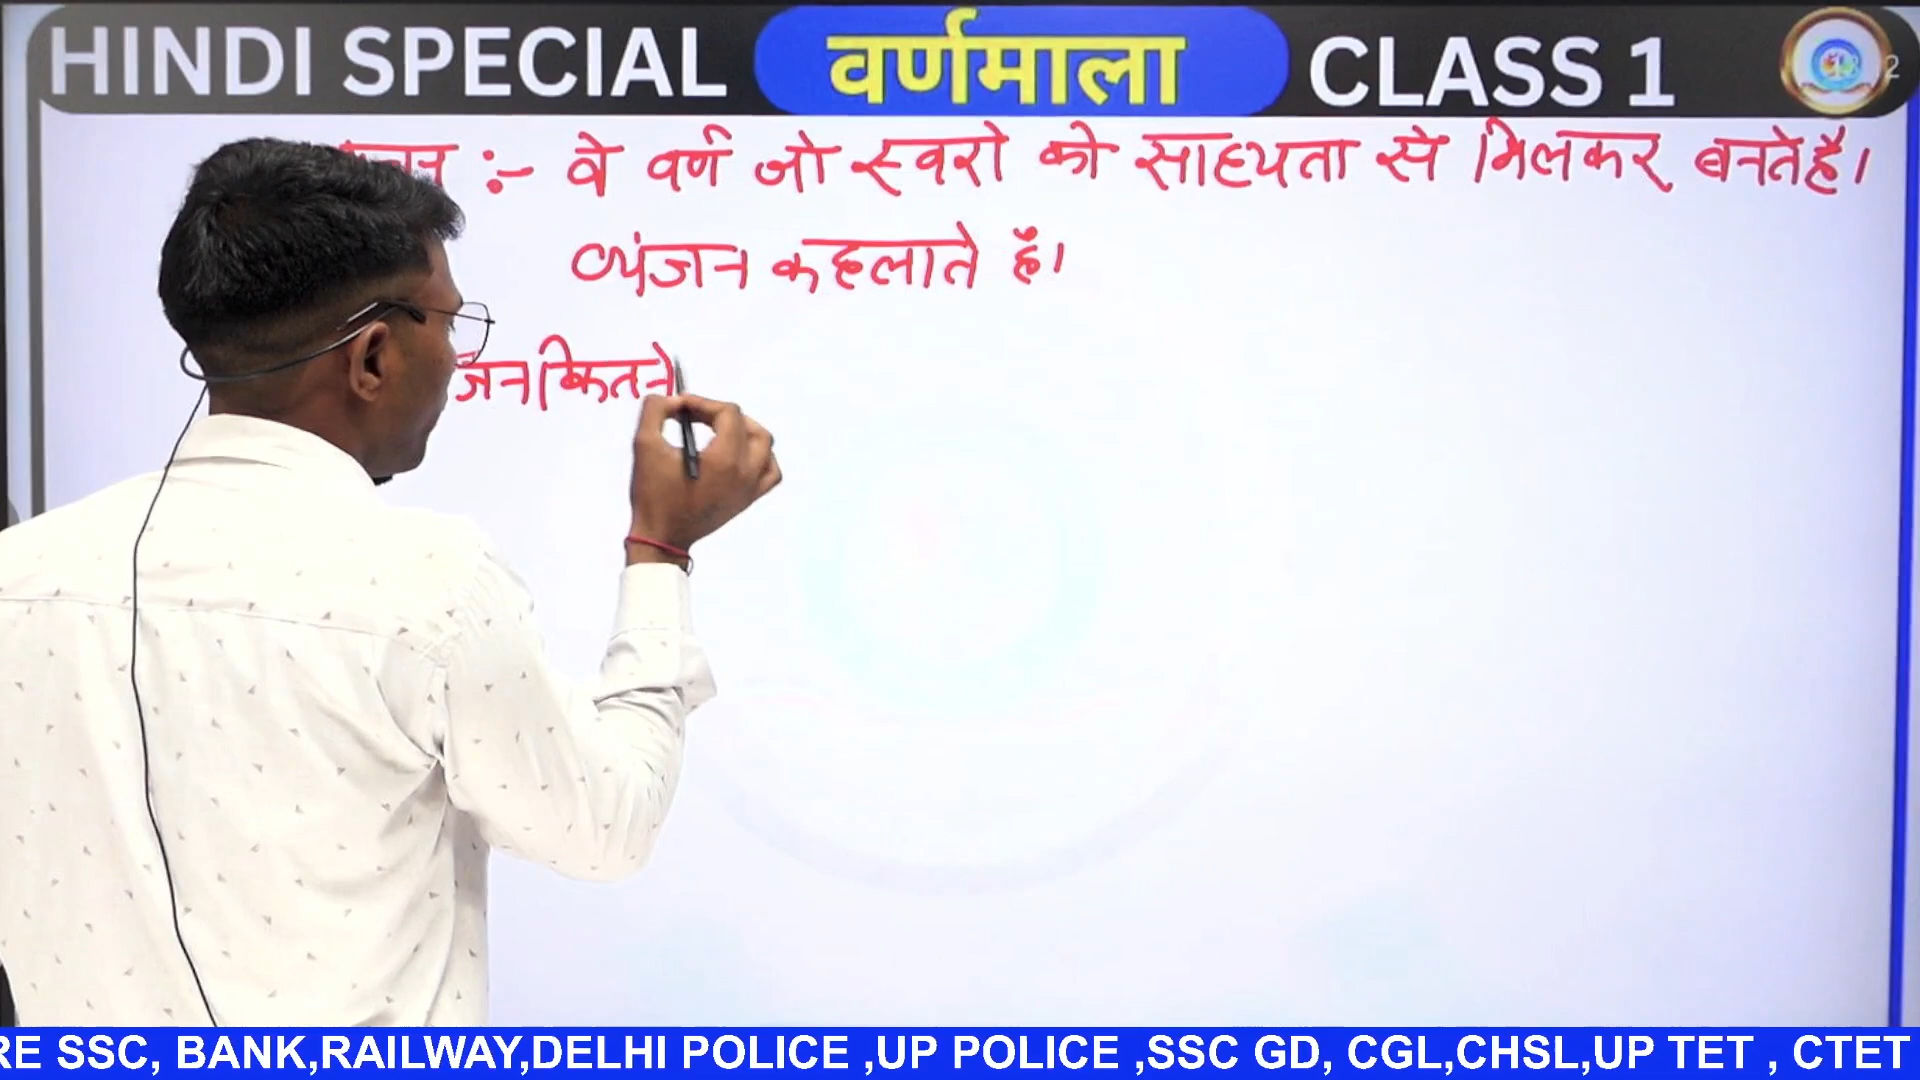 HINDI SPECIAL वर्णमाला CLASS 1
:- वे वर्ण जो स्वरो को साहयता से मिलकर बनते है।
व्यंजन कहलाते हैं।
कितने
RE SSC, BANK,RAILWAY,DELHI POLICE ,UP POLICE ,SSC GD, CGL,CHSL,UP TET , CTET